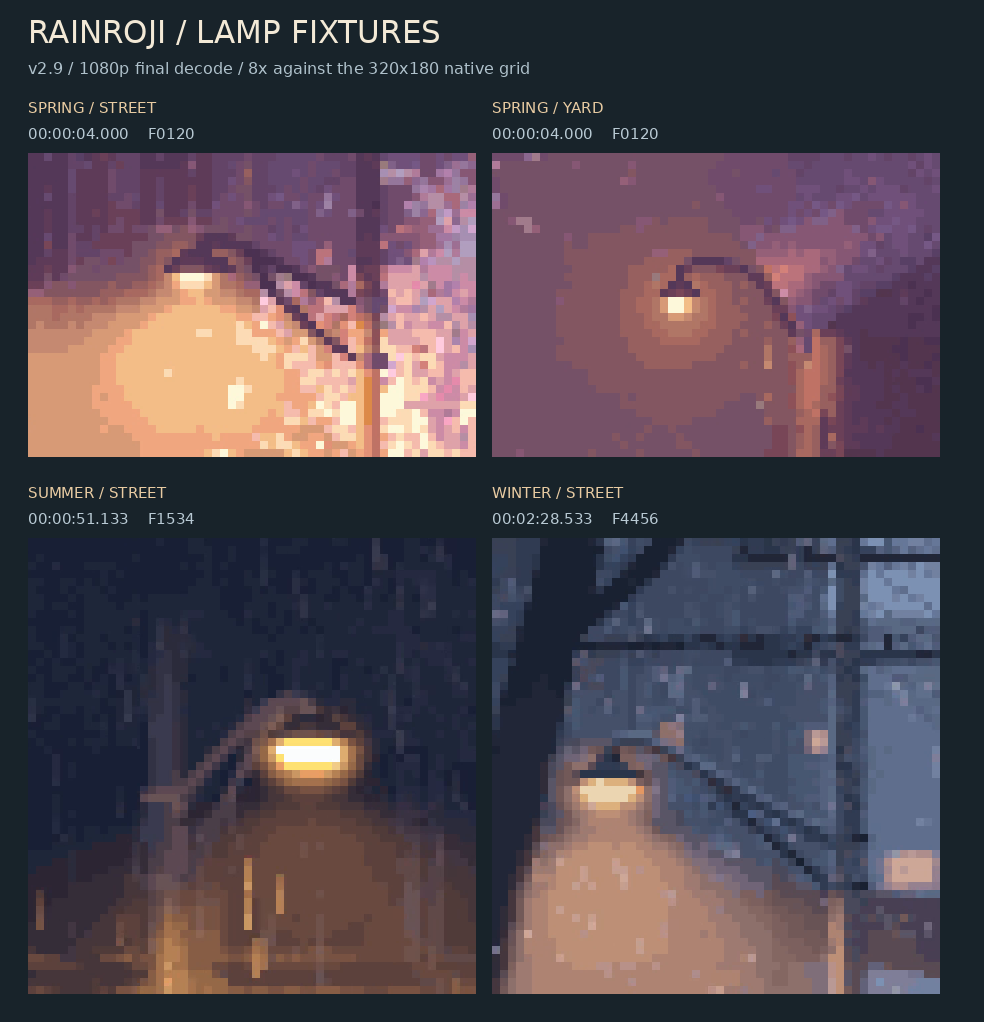 RAINROJI / LAMP FIXTURES
v2.9 / 1080p final decode / 8x against the 320x180 native grid
SPRING / STREET
00:00:04.000 F0120
SPRING / YARD
00:00:04.000 F0120
SUMMER / STREET
00:00:51.133 F1534
WINTER / STREET
00:02:28.533 F4456